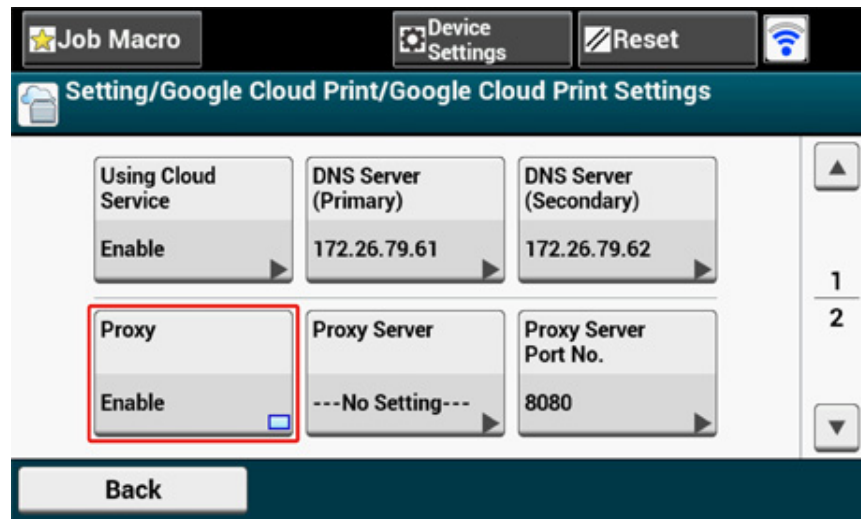 Job Macro
Device
Settings
Reset
Setting/Google Cloud Print/Google Cloud Print Settings
Using Cloud
Service
Enable
DNS Server
(Primary)
172.26.79.61
DNS Server
(Secondary)
172.26.79.62
1
2
Proxy
Enable
Proxy Server
---No Setting---
Proxy Server
Port No.
8080
Back